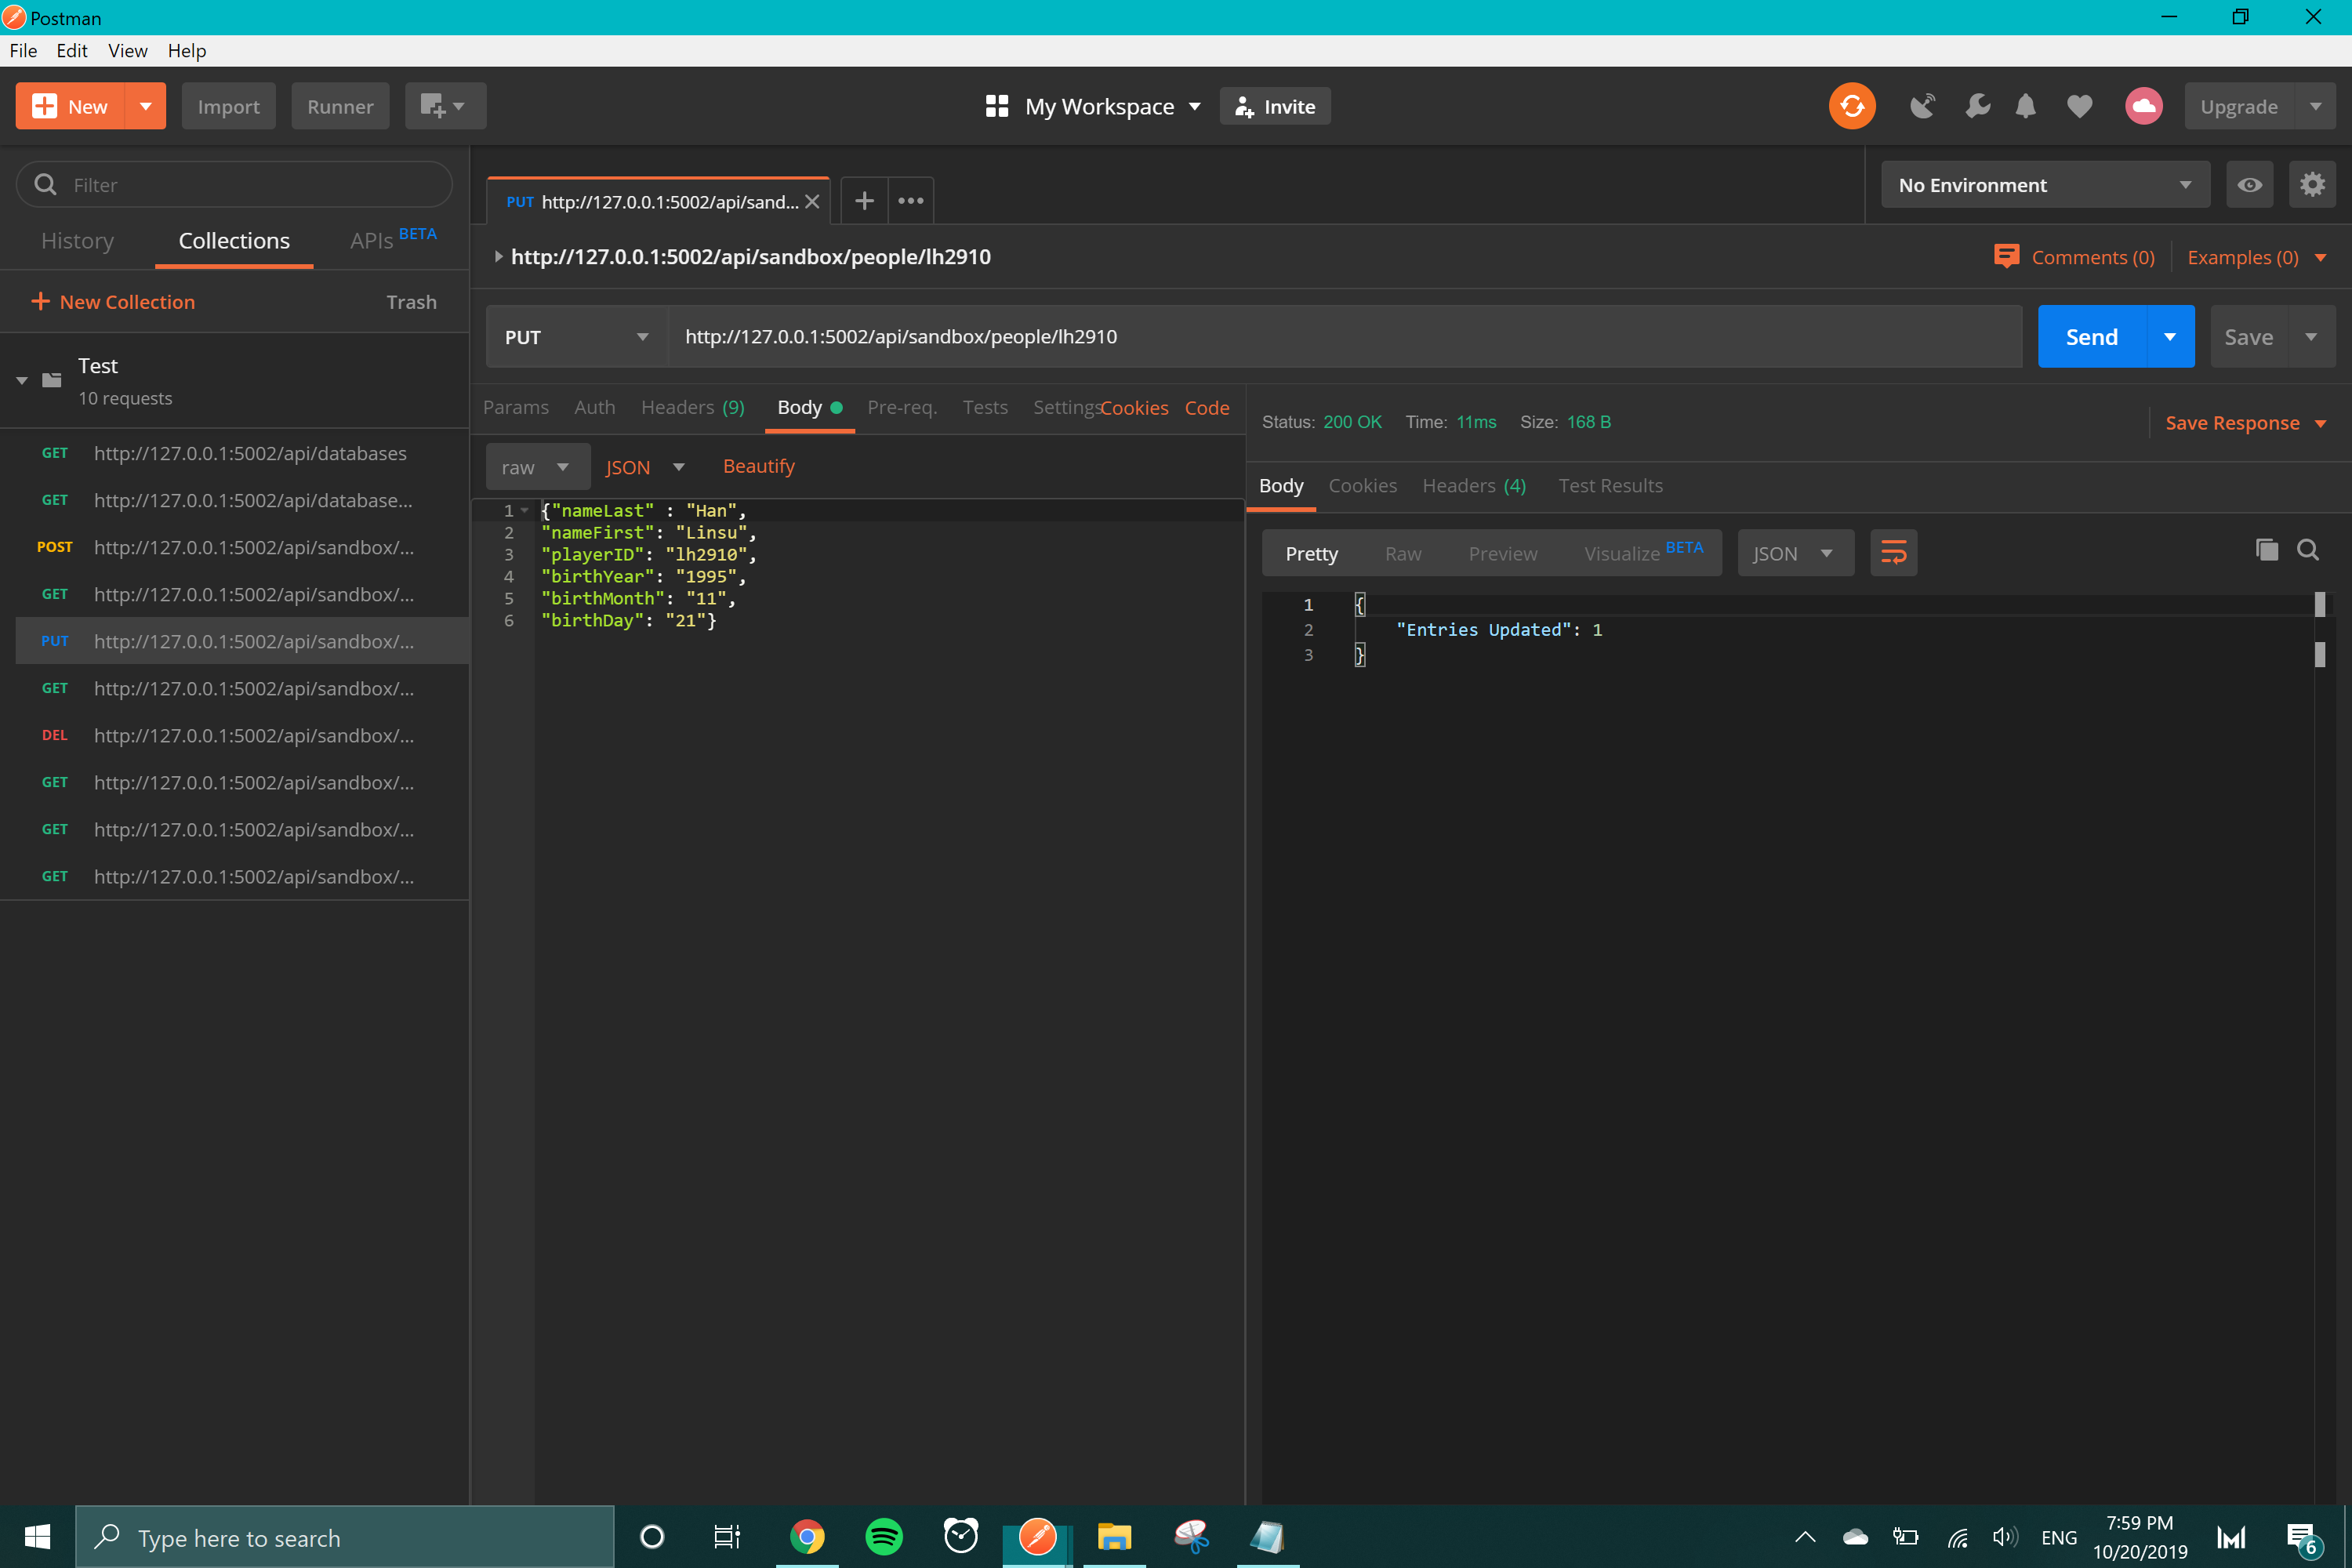 Postman
File Edit View Help
New Import Runner My Workspace Invite Upgrade
Filter
History Collections APIs BETA
New Collection Trash
Test
10 requests
GET http://127.0.0.1:5002/api/databases
GET http://127.0.0.1:5002/api/database...
POST http://127.0.0.1:5002/api/sandbox/...
GET http://127.0.0.1:5002/api/sandbox/...
PUT http://127.0.0.1:5002/api/sandbox/...
GET http://127.0.0.1:5002/api/sandbox/...
DEL http://127.0.0.1:5002/api/sandbox/...
GET http://127.0.0.1:5002/api/sandbox/...
GET http://127.0.0.1:5002/api/sandbox/...
GET http://127.0.0.1:5002/api/sandbox/...
PUT http://127.0.0.1:5002/api/sand...
No Environment
http://127.0.0.1:5002/api/sandbox/people/lh2910
Comments (0) Examples (0)
PUT http://127.0.0.1:5002/api/sandbox/people/lh2910 Send Save
Params Auth Headers (9) Body Pre-req. Tests Settings Cookies Code
raw JSON Beautify
1 {"nameLast" : "Han",
2 "nameFirst": "Linsu",
3 "playerID": "lh2910",
4 "birthYear": "1995",
5 "birthMonth": "11",
6 "birthDay": "21"}
Status: 200 OK Time: 11ms Size: 168 B Save Response
Body Cookies Headers (4) Test Results
Pretty Raw Preview Visualize BETA JSON
1 {
2 "Entries Updated": 1
3 }
Type here to search
ENG
7:59 PM
10/20/2019
6